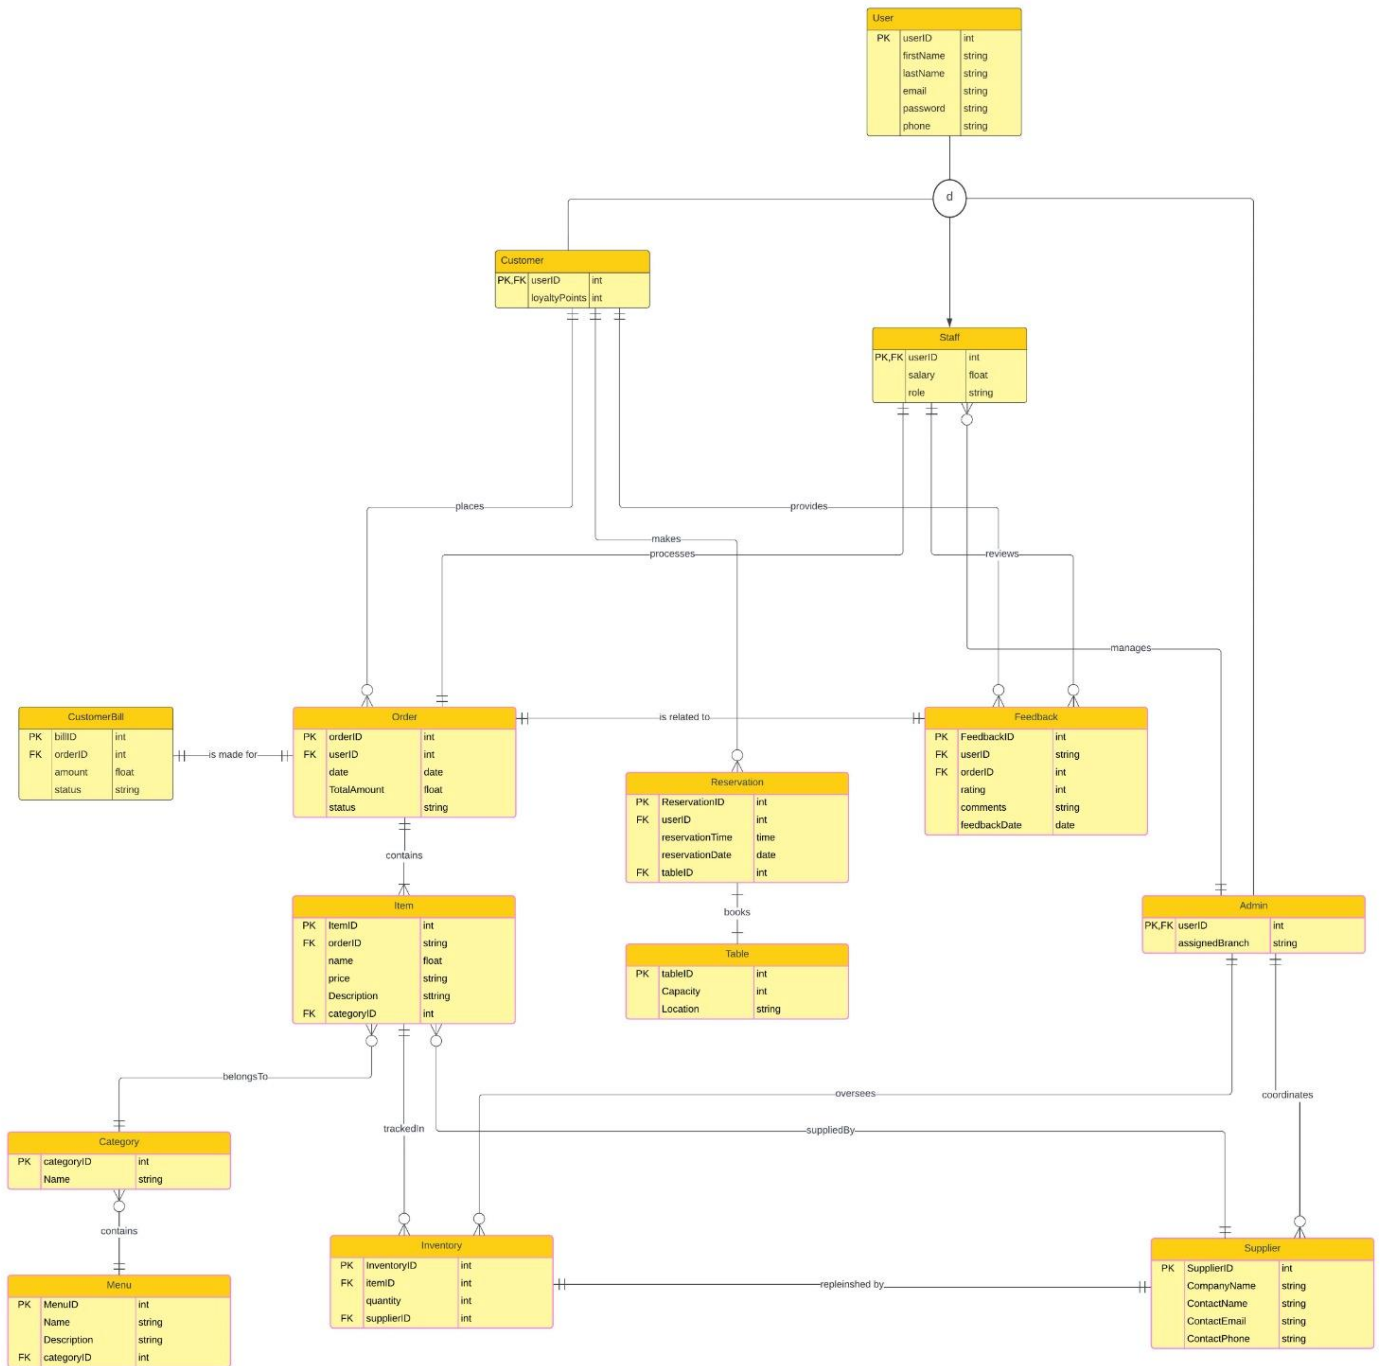 User
PK userID int
firstName string
lastName string
email string
password string
phone string
d
Customer
PK,FK userID int
loyaltyPoints int
Staff
PK,FK userID int
salary float
role string
places
provides
makes
processes
reviews
manages
CustomerBill
PK billID int
FK orderID int
amount float
status string
is made for
Order
PK orderID int
FK userID int
date date
TotalAmount float
status string
is related to
Feedback
PK FeedbackID int
FK userID string
FK orderID int
rating int
comments string
feedbackDate date
Reservation
PK ReservationID int
FK userID int
reservationTime time
reservationDate date
FK tableID int
contains
books
Item
PK ItemID int
FK orderID string
name float
price string
Description sttring
FK categoryID int
Table
PK tableID int
Capacity int
Location string
Admin
PK,FK userID int
assignedBranch string
belongsTo
oversees
coordinates
trackedIn
suppliedBy
Category
PK categoryID int
Name string
contains
Menu
PK MenuID int
Name string
Description string
FK categoryID int
Inventory
PK InventoryID int
FK itemID int
quantity int
FK supplierID int
repleinshed by
Supplier
PK SupplierID int
CompanyName string
ContactName string
ContactEmail string
ContactPhone string